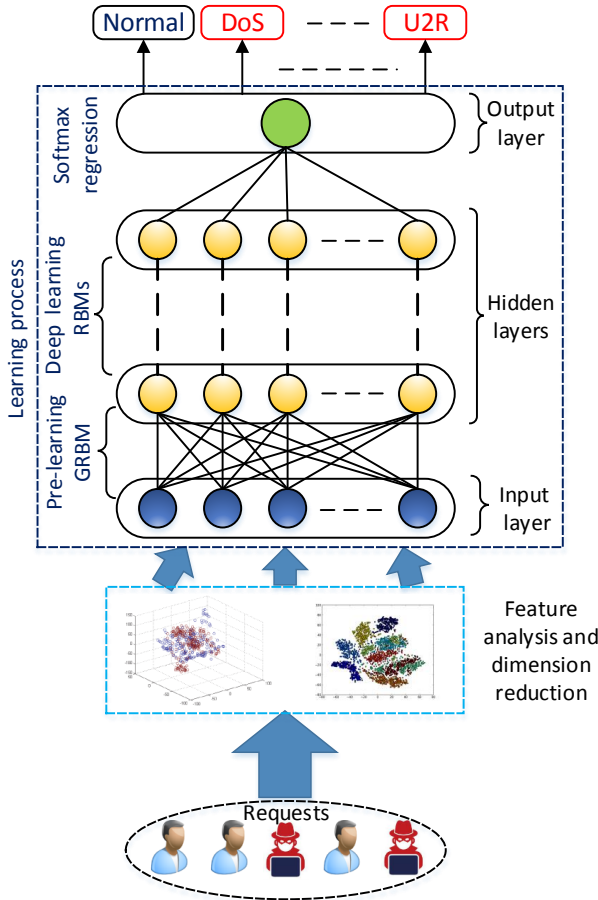 Normal
DoS
U2R
Softmax
regression
Output
layer
Learning process
Deep learning
RBMs
Hidden
layers
Pre-learning
GRBM
Input
layer
Feature
analysis and
dimension
reduction
Requests